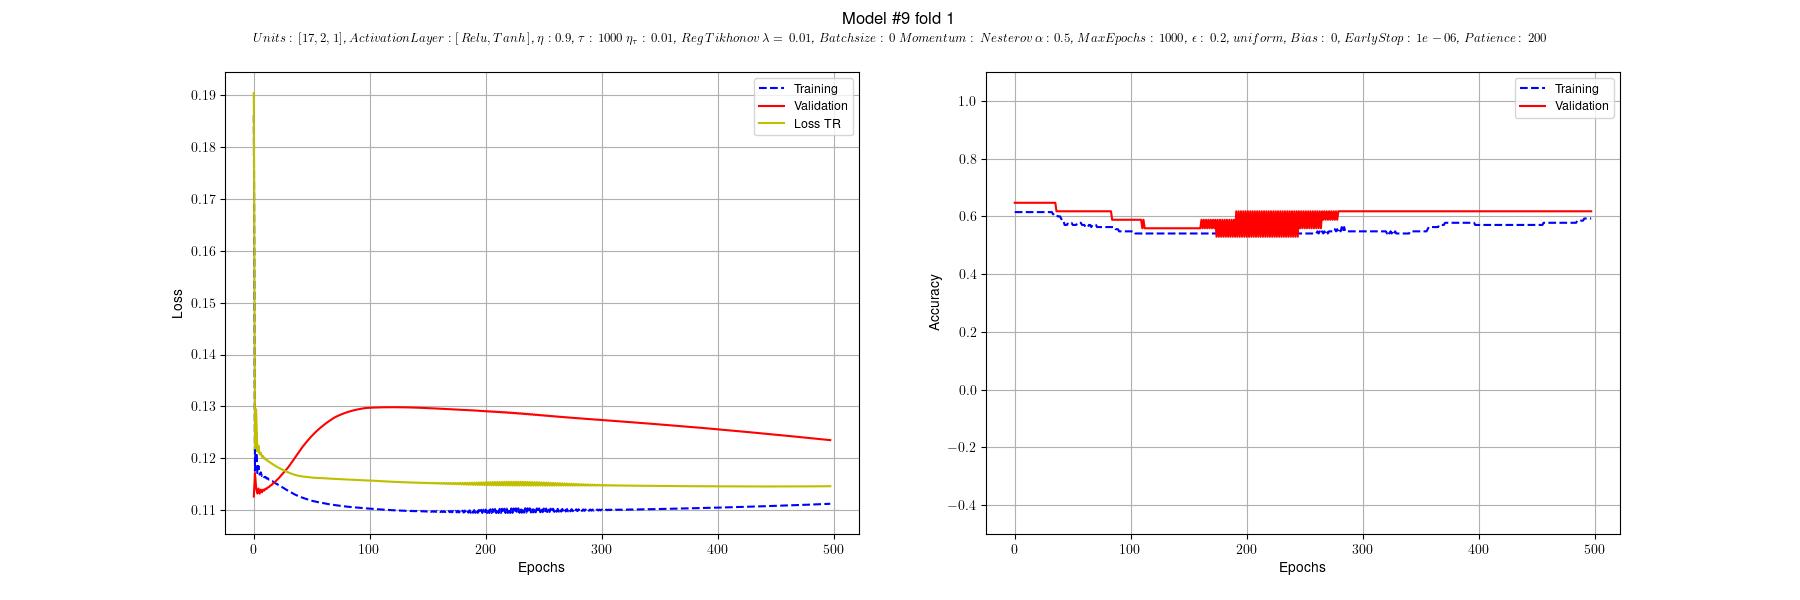 Model #9 fold 1
Units : [17, 2, 1], ActivationLayer : [ Relu, Tanh ], η : 0.9, τ : 1000 ητ : 0.01, RegTikhonov λ = 0.01, Batchsize : 0 Momentum : Nesterov α : 0.5, MaxEpochs : 1000, ϵ : 0.2, uniform, Bias : 0, EarlyStop : 1e − 06, Patience : 200
Loss
0.19
0.18
0.17
0.16
0.15
0.14
0.13
0.12
0.11
0 100 200 300 400 500
Epochs
Training
Validation
Loss TR
Accuracy
1.0
0.8
0.6
0.4
0.2
0.0
−0.2
−0.4
0 100 200 300 400 500
Epochs
Training
Validation